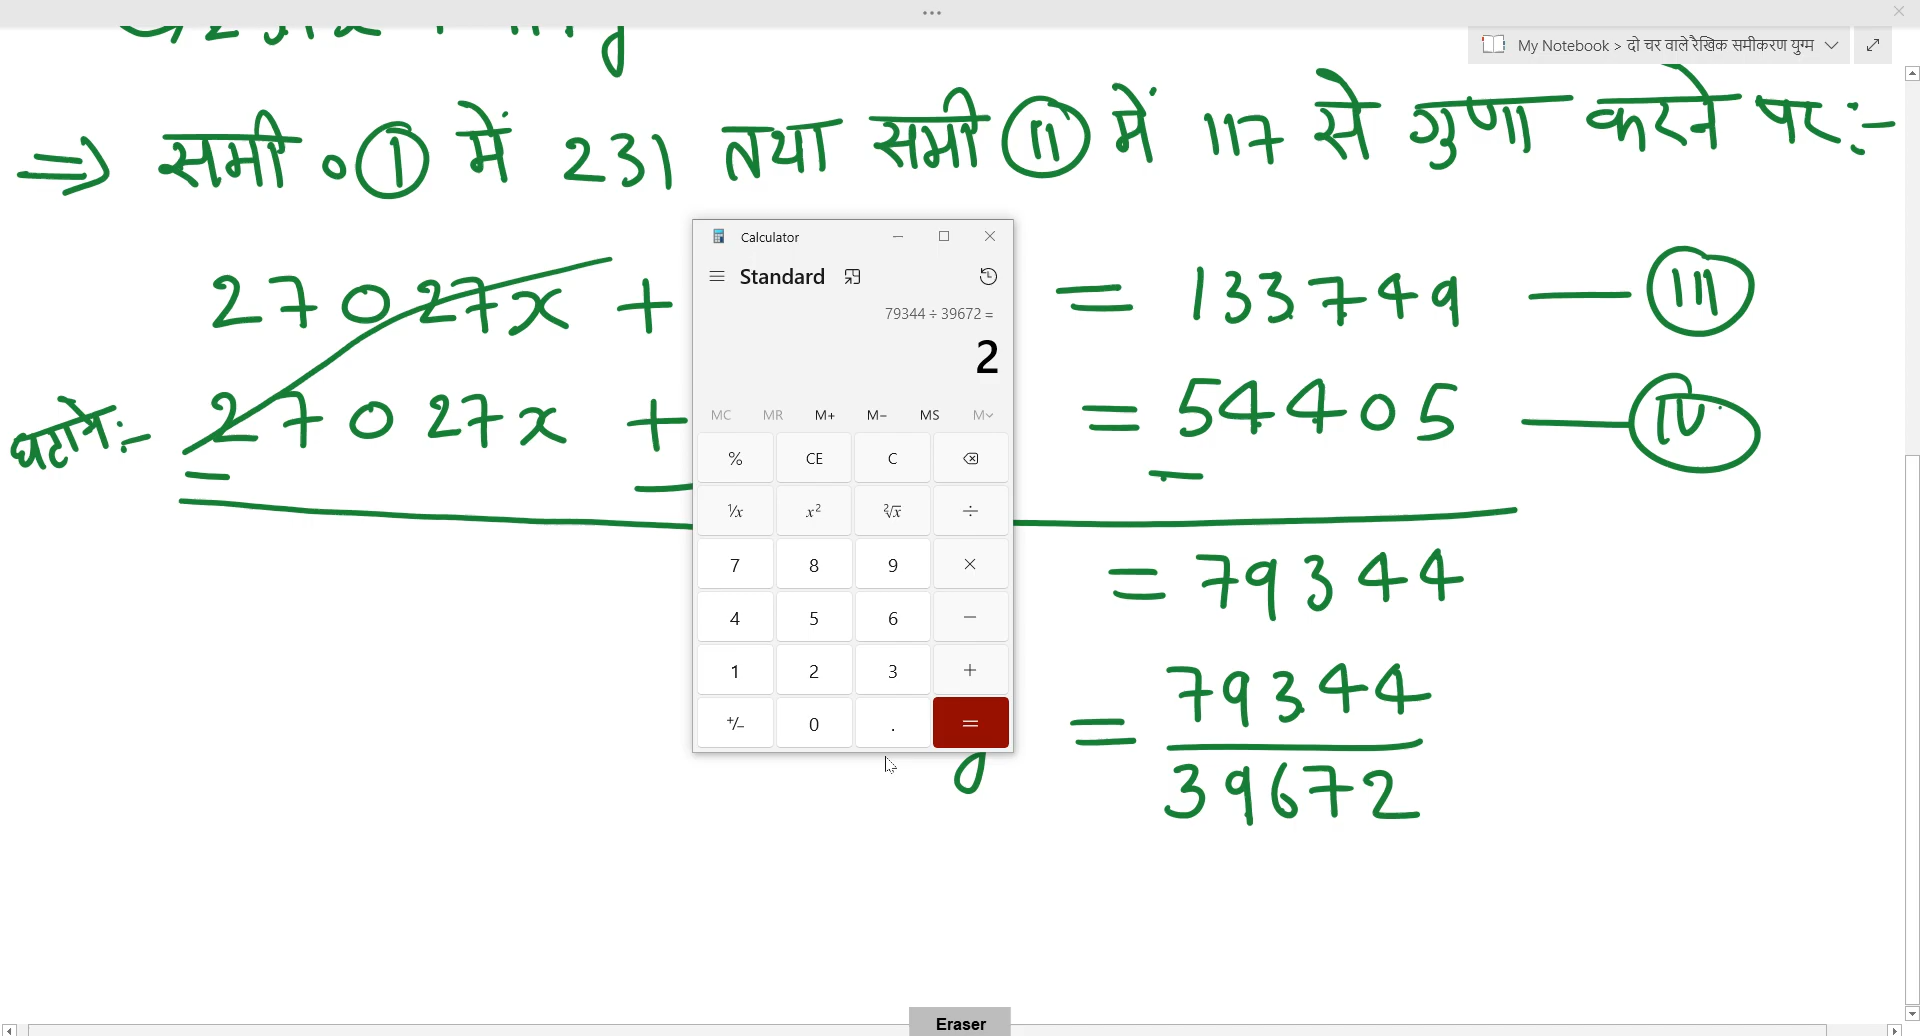 My Notebook > दो चर वाले रैखिक समीकरण युग्म
⇒ समी० ① में 231 तथा समी ⑪ में 117 से गुणा करने पर:-
27027x + = 133749 — III
घटाने:- 27027x + = 54405 — IV
= 79344
y = 79344
39672
Calculator
Standard
79344 ÷ 39672 =
2
MC MR M+ M− MS M
% CE C
1/x x² ²√x ÷
7 8 9 ×
4 5 6 −
1 2 3 +
+/− 0 . =
Eraser